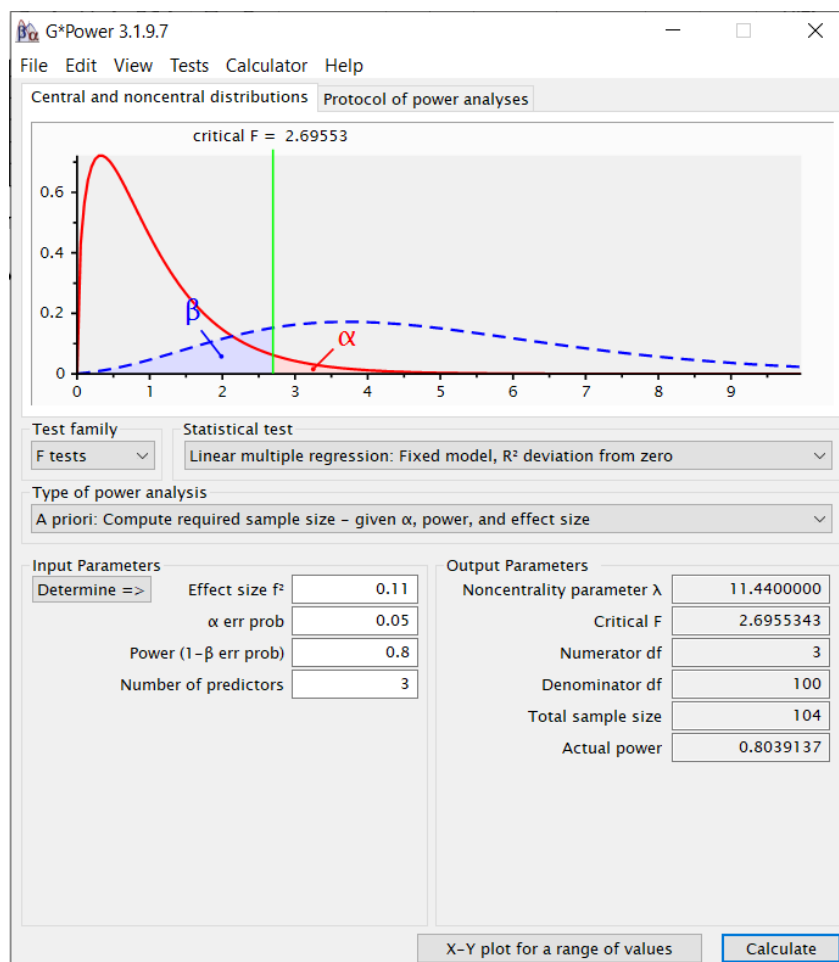 βα G*Power 3.1.9.7
File Edit View Tests Calculator Help
Central and noncentral distributions Protocol of power analyses
critical F = 2.69553
0.6
0.4
0.2
0
β
α
0 1 2 3 4 5 6 7 8 9
Test family Statistical test
F tests Linear multiple regression: Fixed model, R² deviation from zero
Type of power analysis
A priori: Compute required sample size – given α, power, and effect size
Input Parameters Output Parameters
Determine => Effect size f² 0.11 Noncentrality parameter λ 11.4400000
α err prob 0.05 Critical F 2.6955343
Power (1-β err prob) 0.8 Numerator df 3
Number of predictors 3 Denominator df 100
Total sample size 104
Actual power 0.8039137
X-Y plot for a range of values Calculate